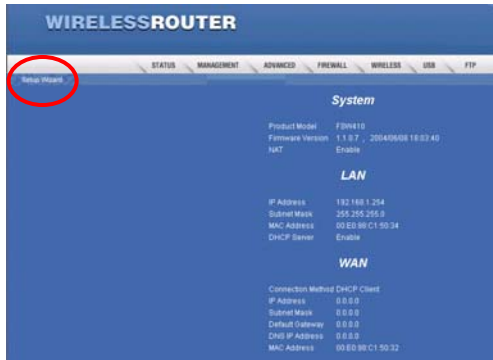 WIRELESSROUTER
STATUS MANAGEMENT ADVANCED FIREWALL WIRELESS USB FTP
Setup Wizard
System
Product Model FSW410
Firmware Version 1.1.0.7 , 2004/06/08 18:03:40
NAT Enable
LAN
IP Address 192.168.1.254
Subnet Mask 255.255.255.0
MAC Address 00:E0:98:C1:50:34
DHCP Server Enable
WAN
Connection Method DHCP Client
IP Address 0.0.0.0
Subnet Mask 0.0.0.0
Default Gateway 0.0.0.0
DNS IP Address 0.0.0.0
MAC Address 00:E0:98:C1:50:32